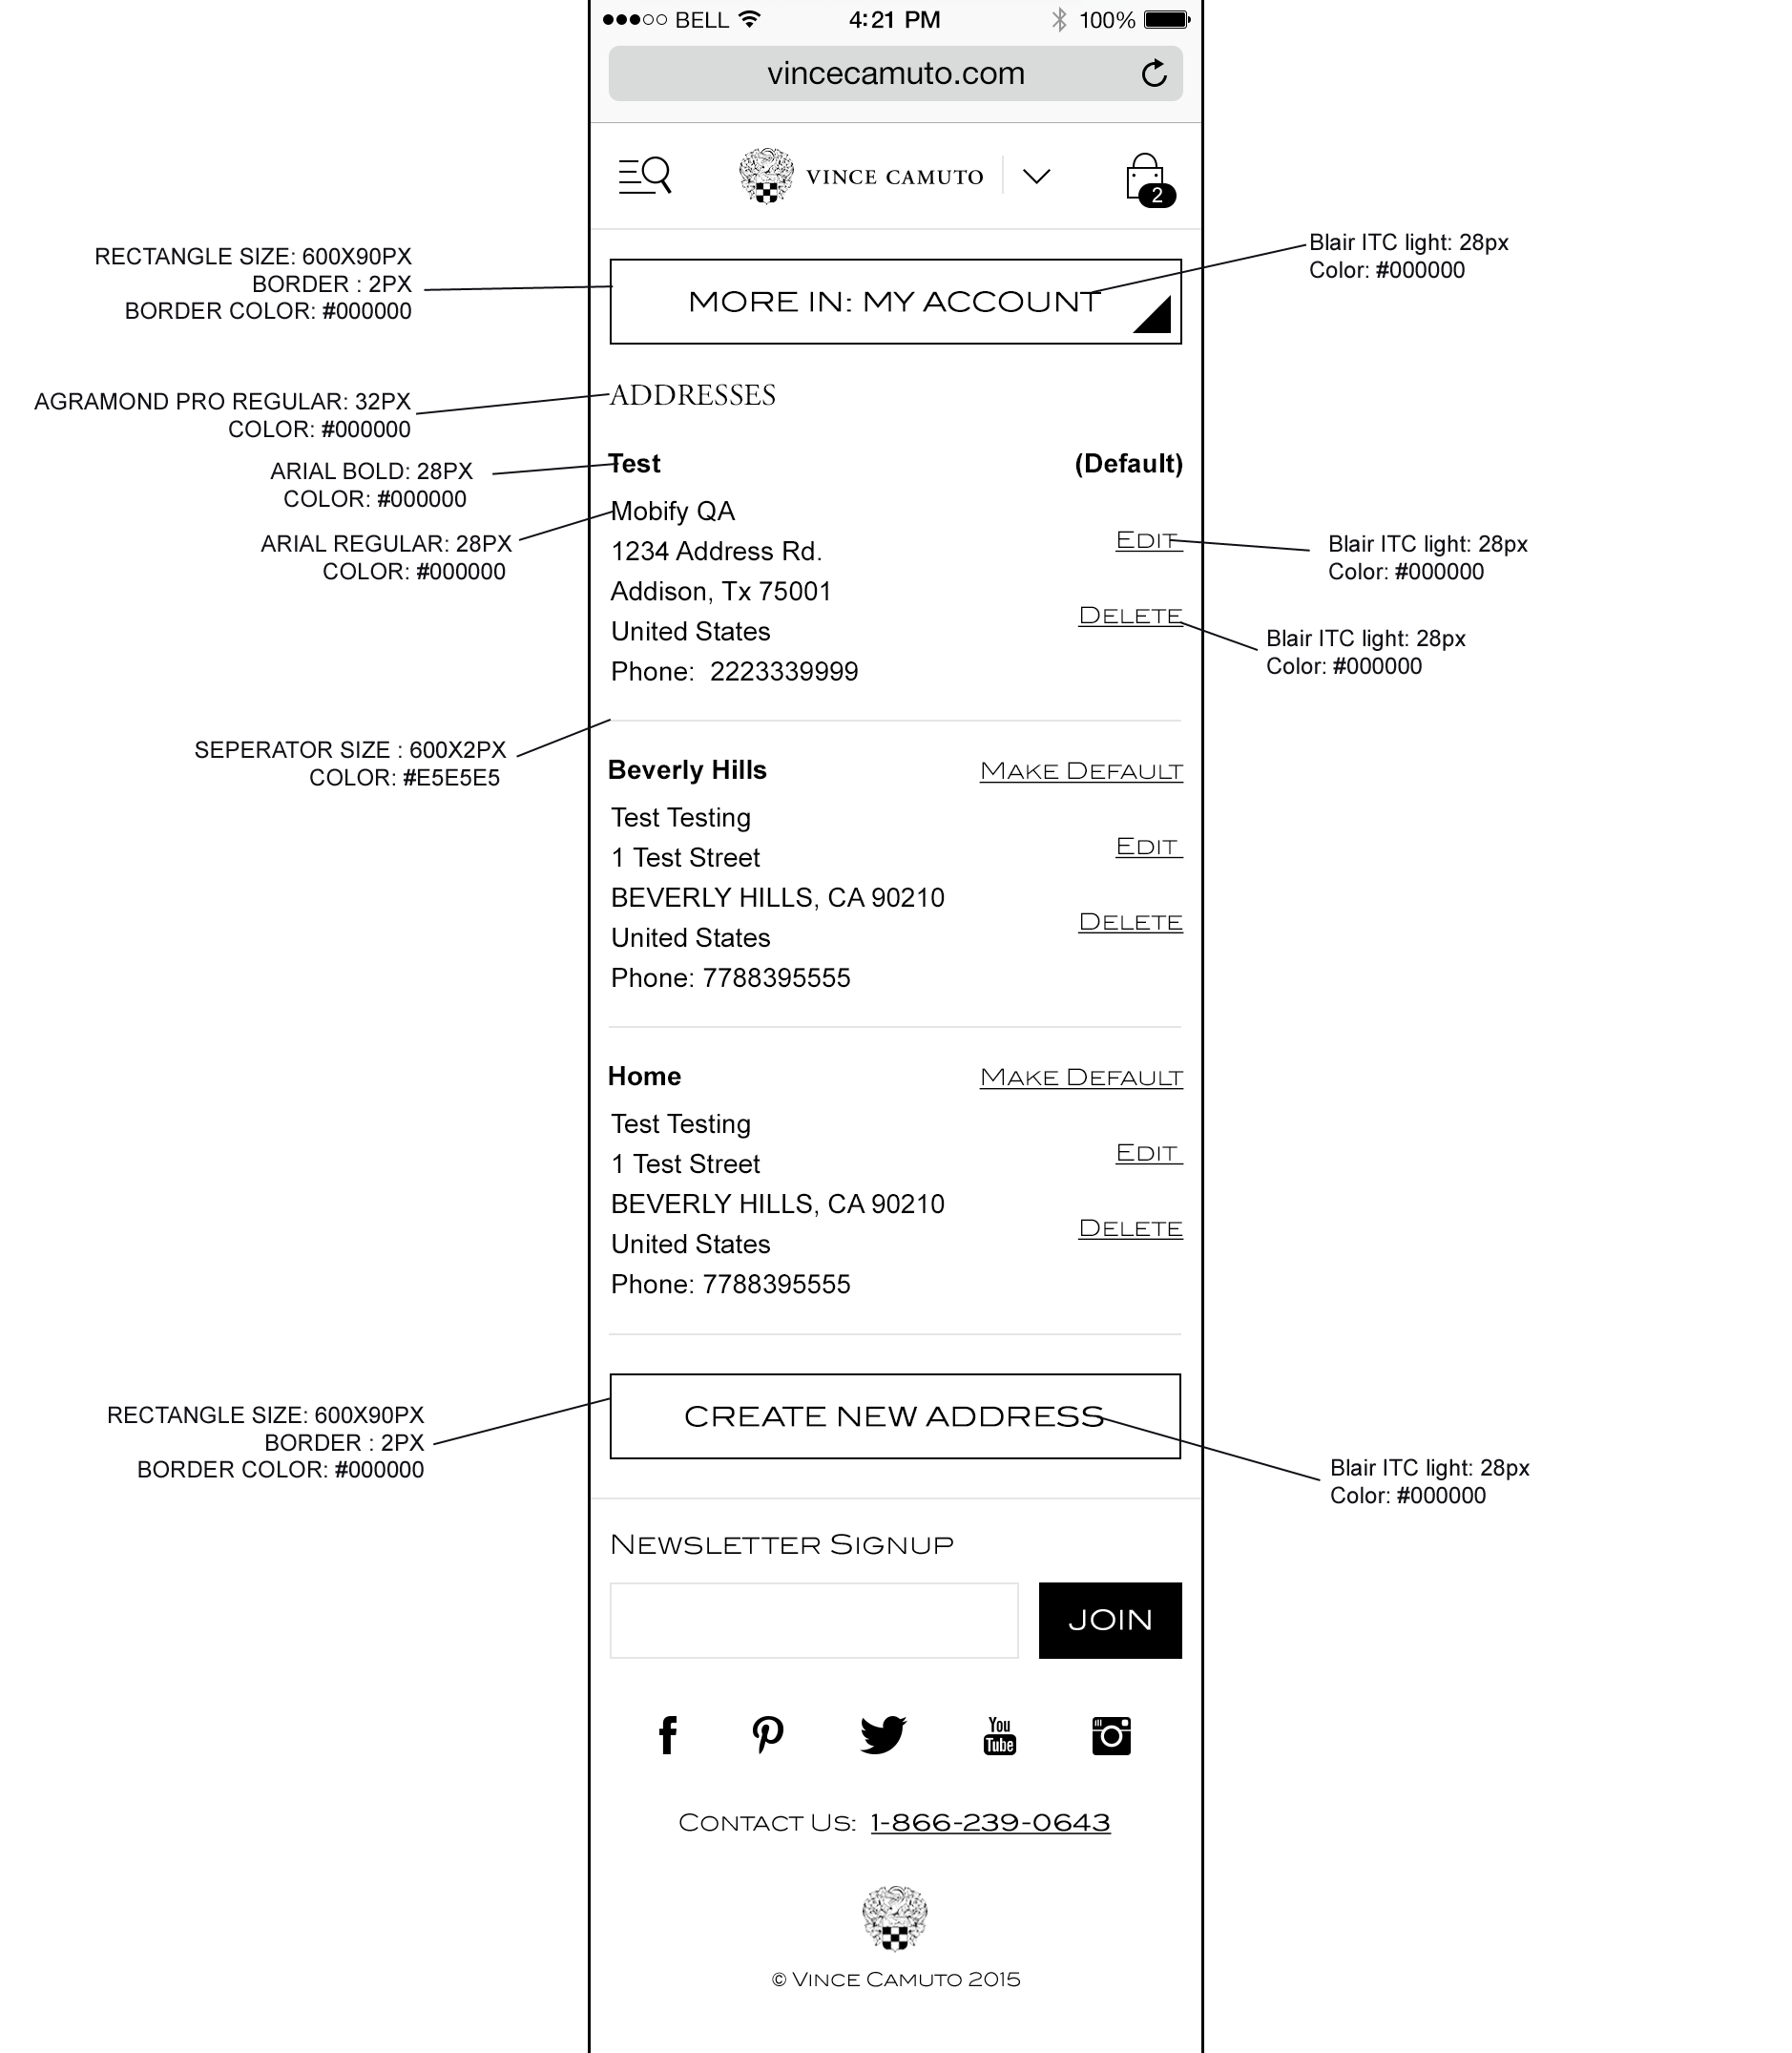 BELL 4:21 PM 100%
vincecamuto.com
VINCE CAMUTO
2
RECTANGLE SIZE: 600X90PX
BORDER : 2PX
BORDER COLOR: #000000
Blair ITC light: 28px
Color: #000000
MORE IN: MY ACCOUNT
AGRAMOND PRO REGULAR: 32PX
COLOR: #000000
ADDRESSES
ARIAL BOLD: 28PX
COLOR: #000000
Test (Default)
ARIAL REGULAR: 28PX
COLOR: #000000
Mobify QA
1234 Address Rd.
Addison, Tx 75001
United States
Phone: 2223339999
EDIT
Blair ITC light: 28px
Color: #000000
DELETE
Blair ITC light: 28px
Color: #000000
SEPERATOR SIZE : 600X2PX
COLOR: #E5E5E5
Beverly Hills MAKE DEFAULT
Test Testing
1 Test Street
BEVERLY HILLS, CA 90210
United States
Phone: 7788395555
EDIT
DELETE
Home MAKE DEFAULT
Test Testing
1 Test Street
BEVERLY HILLS, CA 90210
United States
Phone: 7788395555
EDIT
DELETE
RECTANGLE SIZE: 600X90PX
BORDER : 2PX
BORDER COLOR: #000000
CREATE NEW ADDRESS
Blair ITC light: 28px
Color: #000000
NEWSLETTER SIGNUP
JOIN
You
Tube
CONTACT US: 1-866-239-0643
© VINCE CAMUTO 2015